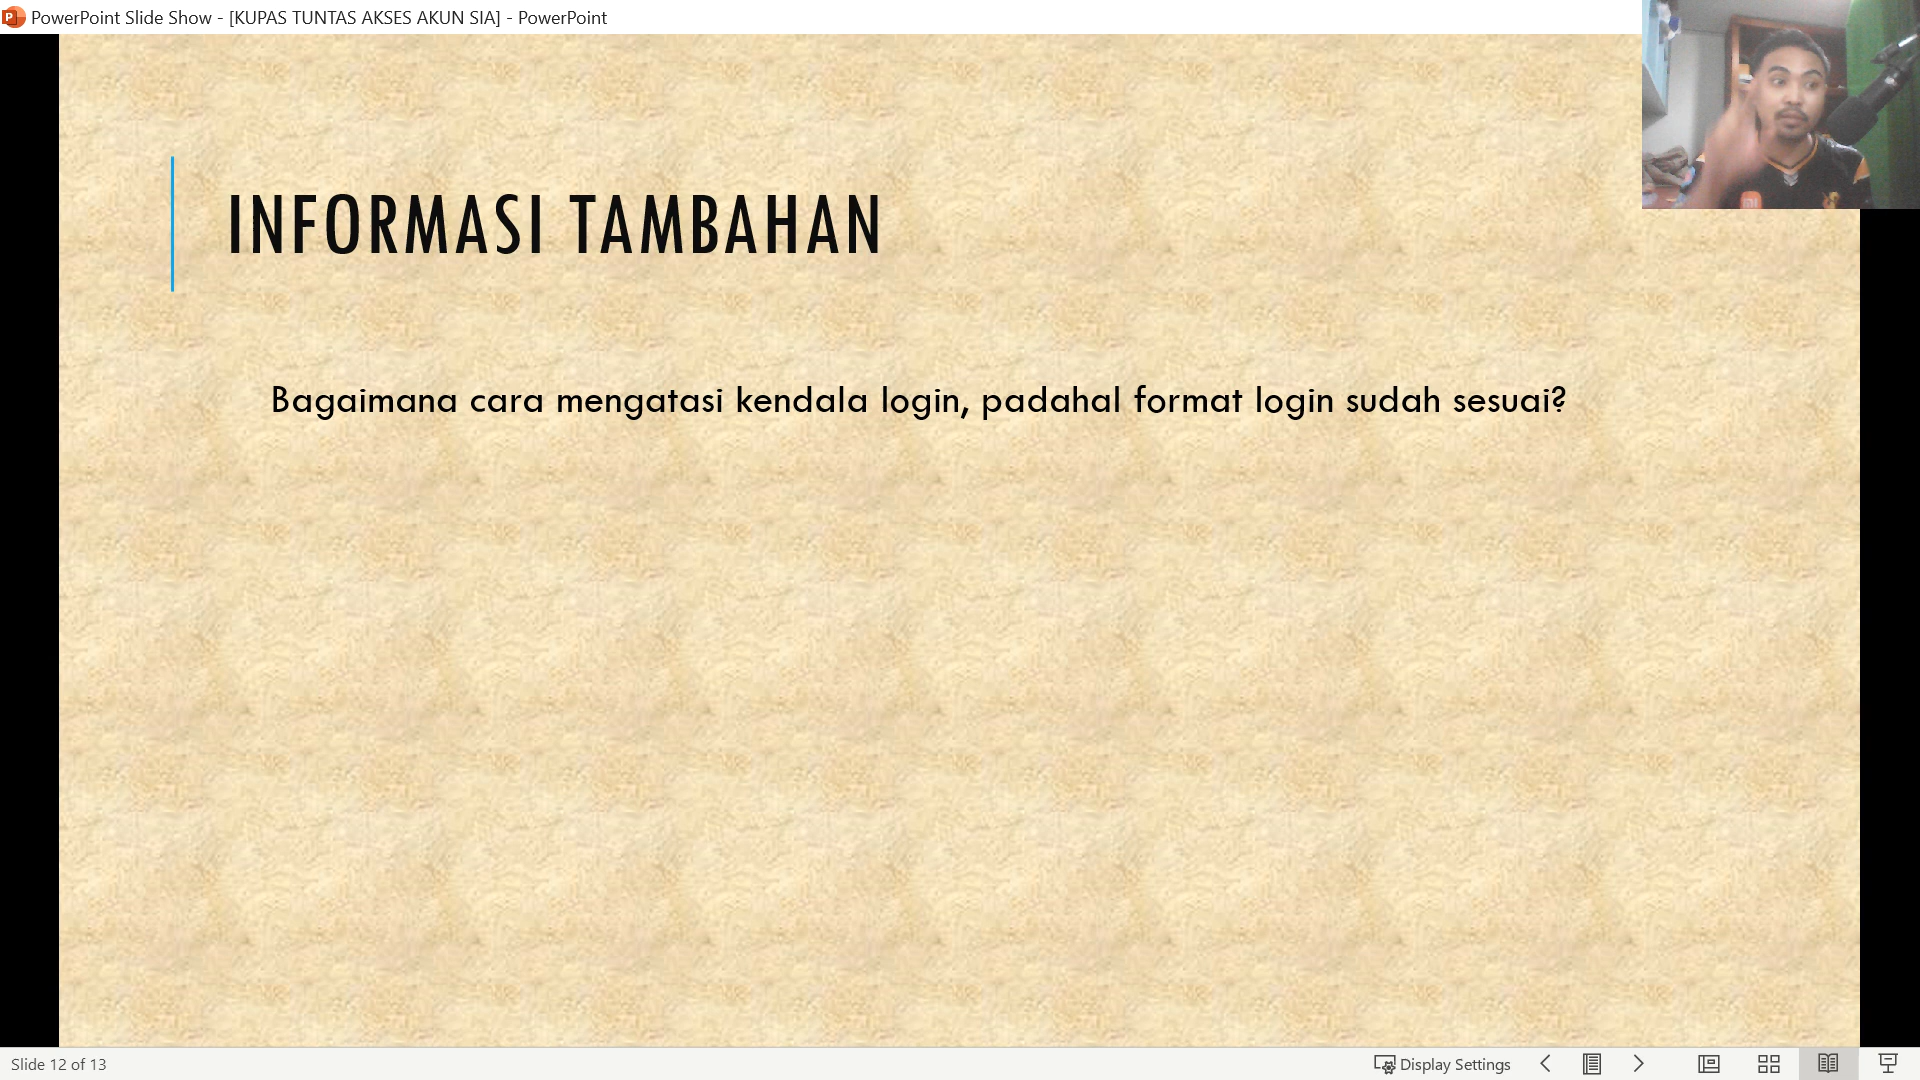 PowerPoint Slide Show - [KUPAS TUNTAS AKSES AKUN SIA] - PowerPoint
INFORMASI TAMBAHAN
Bagaimana cara mengatasi kendala login, padahal format login sudah sesuai?
Slide 12 of 13
Display Settings